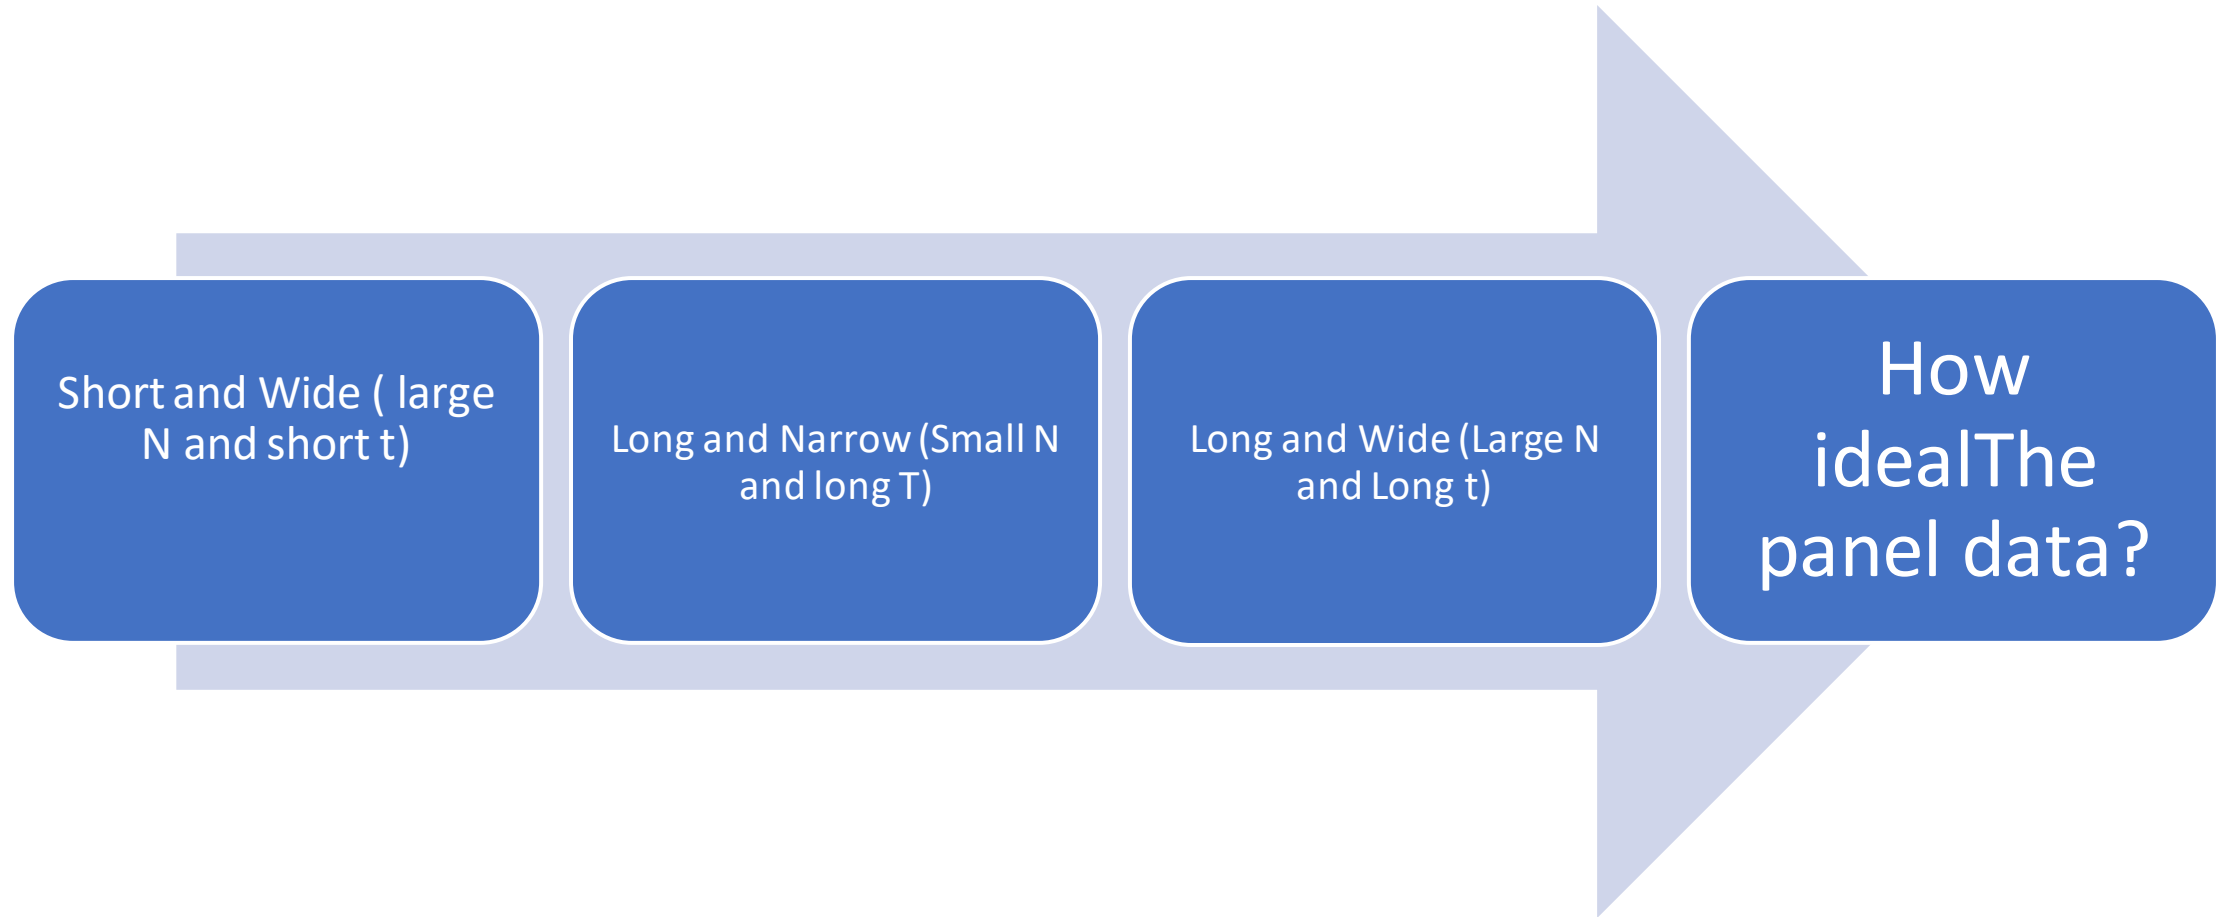 Short and Wide ( large
N and short t)
Long and Narrow (Small N
and long T)
Long and Wide (Large N
and Long t)
How
idealThe
panel data?